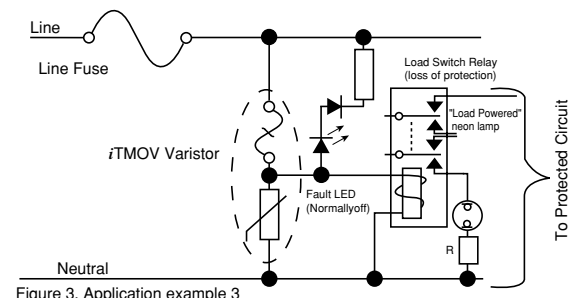 Line
Line Fuse
Load Switch Relay
(loss of protection)
"Load Powered"
neon lamp
iTMOV Varistor
Fault LED
(Normallyoff)
To Protected Circuit
R
Neutral
Figure 3. Application example 3